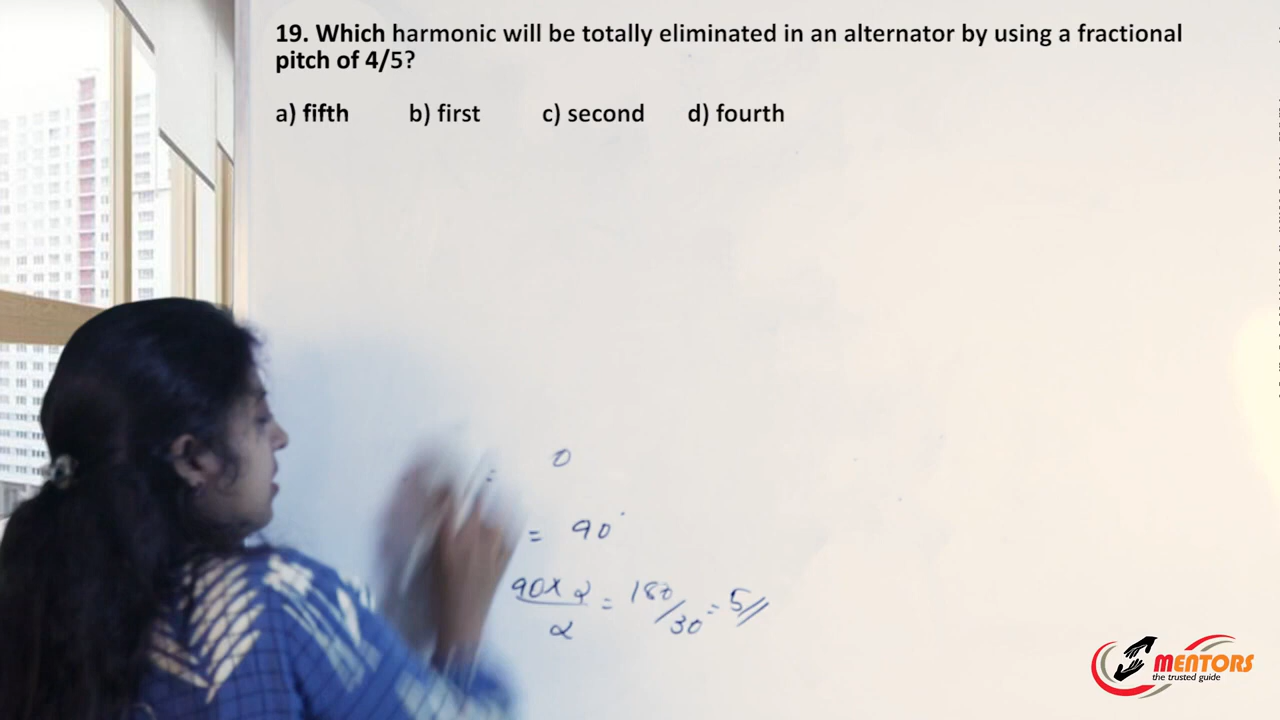 19. Which harmonic will be totally eliminated in an alternator by using a fractional
pitch of 4/5?
a) fifth b) first c) second d) fourth
= 0
= 90°
90 x 2 / α = 180/30 = 5//
MENTORS
the trusted guide